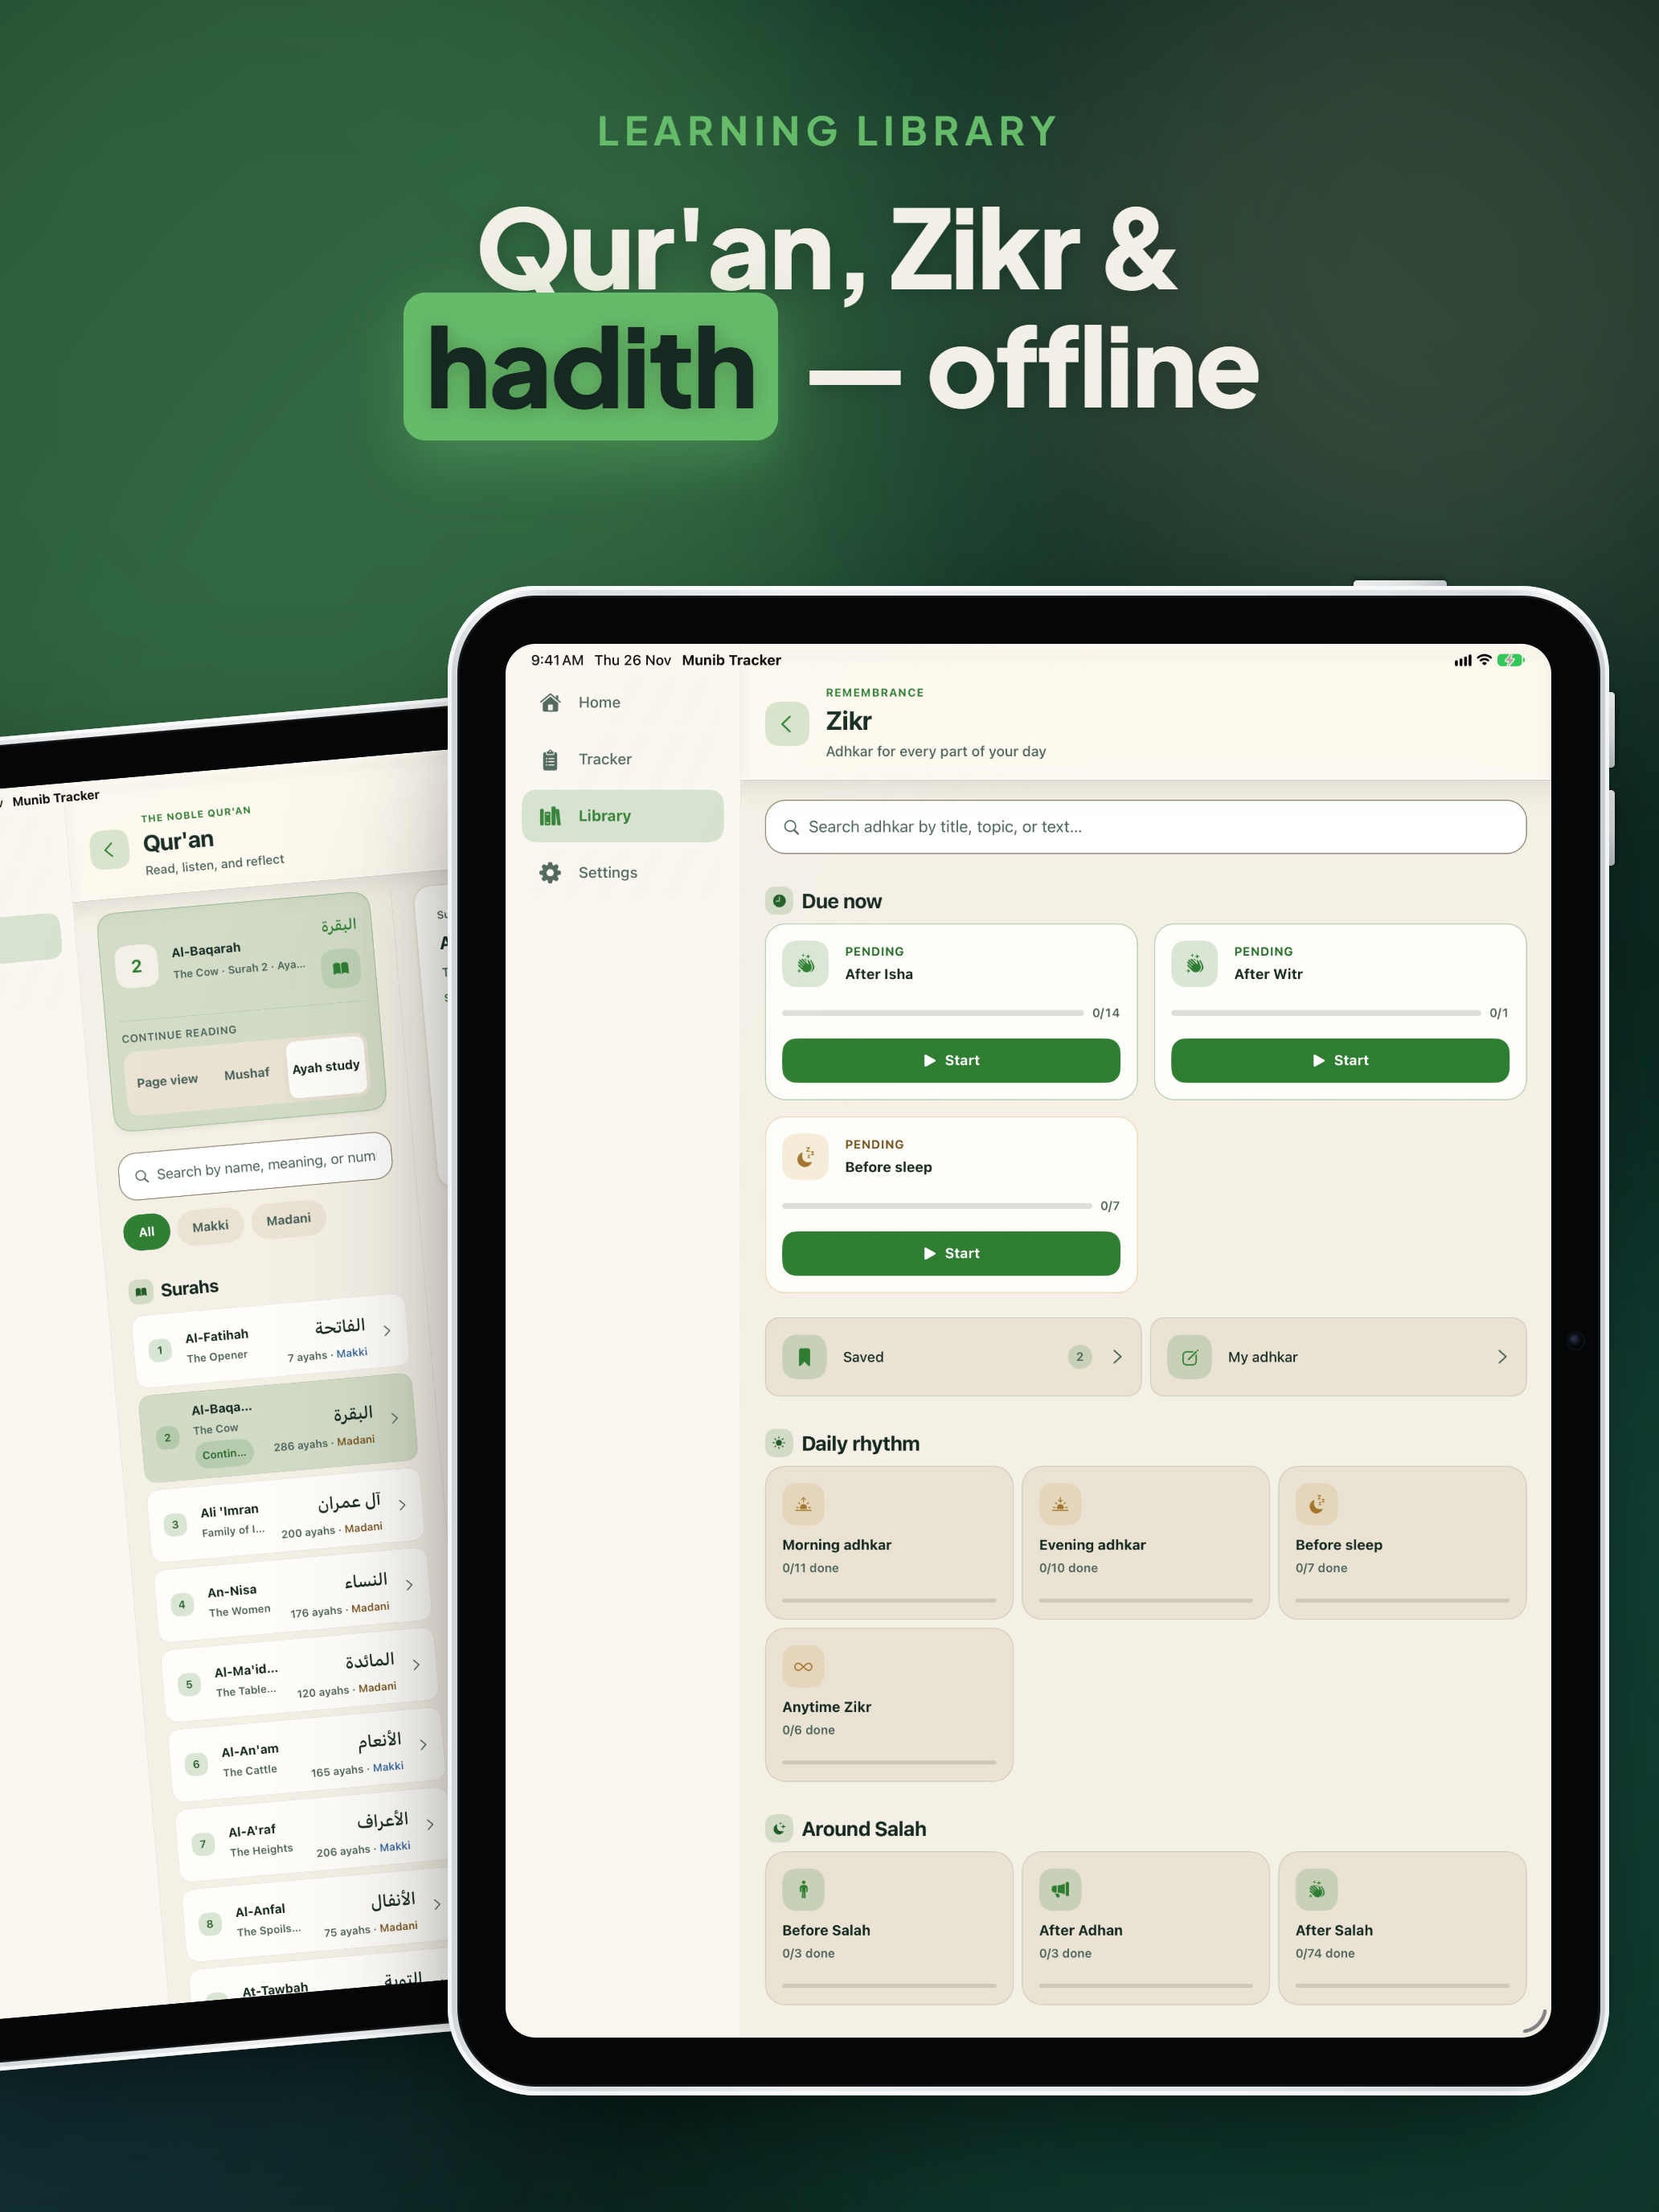 LEARNING LIBRARY
Qur'an, Zikr &
hadith — offline
Munib Tracker
THE NOBLE QUR'AN
Qur'an
Read, listen, and reflect
البقرة
2
Al-Baqarah
The Cow · Surah 2 · Aya...
CONTINUE READING
Page view
Mushaf
Ayah study
Search by name, meaning, or num
All
Makki
Madani
Surahs
1
Al-Fatihah
الفاتحة
The Opener
7 ayahs · Makki
2
Al-Baqa...
البقرة
The Cow
Contin...
286 ayahs · Madani
3
Ali 'Imran
آل عمران
Family of I...
200 ayahs · Madani
4
An-Nisa
النساء
The Women
176 ayahs · Madani
5
Al-Ma'id...
المائدة
The Table...
120 ayahs · Madani
6
Al-An'am
الأنعام
The Cattle
165 ayahs · Makki
7
Al-A'raf
الأعراف
The Heights
206 ayahs · Makki
8
Al-Anfal
الأنفال
The Spoils...
75 ayahs · Madani
At-Tawbah
التوبة
9:41 AM Thu 26 Nov Munib Tracker
Home
Tracker
Library
Settings
REMEMBRANCE
Zikr
Adhkar for every part of your day
Search adhkar by title, topic, or text...
Due now
PENDING
After Isha
0/14
Start
PENDING
After Witr
0/1
Start
PENDING
Before sleep
0/7
Start
Saved
2
My adhkar
Daily rhythm
Morning adhkar
0/11 done
Evening adhkar
0/10 done
Before sleep
0/7 done
Anytime Zikr
0/6 done
Around Salah
Before Salah
0/3 done
After Adhan
0/3 done
After Salah
0/74 done